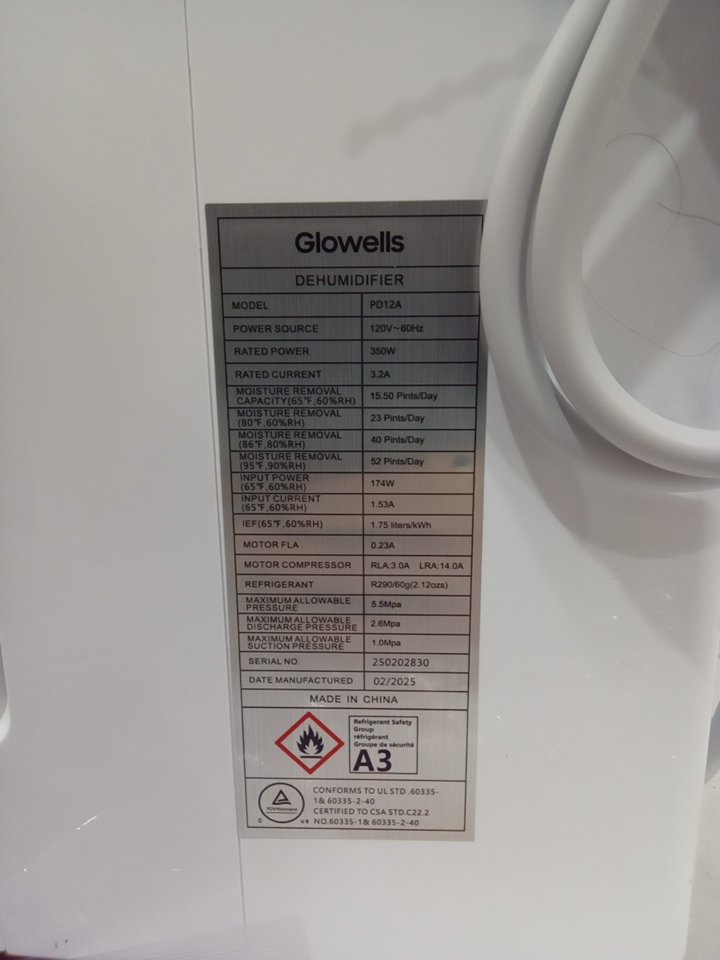 Glowells
DEHUMIDIFIER
MODEL PD12A
POWER SOURCE 120V~60Hz
RATED POWER 350W
RATED CURRENT 3.2A
MOISTURE REMOVAL
CAPACITY(65℉,60%RH) 15.50 Pints/Day
MOISTURE REMOVAL
(80℉,60%RH) 23 Pints/Day
MOISTURE REMOVAL
(86℉,80%RH) 40 Pints/Day
MOISTURE REMOVAL
(95℉,90%RH) 52 Pints/Day
INPUT POWER
(65℉,60%RH) 174W
INPUT CURRENT
(65℉,60%RH) 1.53A
IEF(65℉,60%RH) 1.75 liters/kWh
MOTOR FLA 0.23A
MOTOR COMPRESSOR RLA:3.0A LRA:14.0A
REFRIGERANT R290/60g(2.12ozs)
MAXIMUM ALLOWABLE
PRESSURE 5.5Mpa
MAXIMUM ALLOWABLE
DISCHARGE PRESSURE 2.6Mpa
MAXIMUM ALLOWABLE
SUCTION PRESSURE 1.0Mpa
SERIAL NO. 250202830
DATE MANUFACTURED 02/2025
MADE IN CHINA
Refrigerant Safety
Group
réfrigérant
Groupe de sécurité
A3
TÜVRheinland
C US
CONFORMS TO UL STD .60335-
1& 60335-2-40
CERTIFIED TO CSA STD.C22.2
NO.60335-1& 60335-2-40